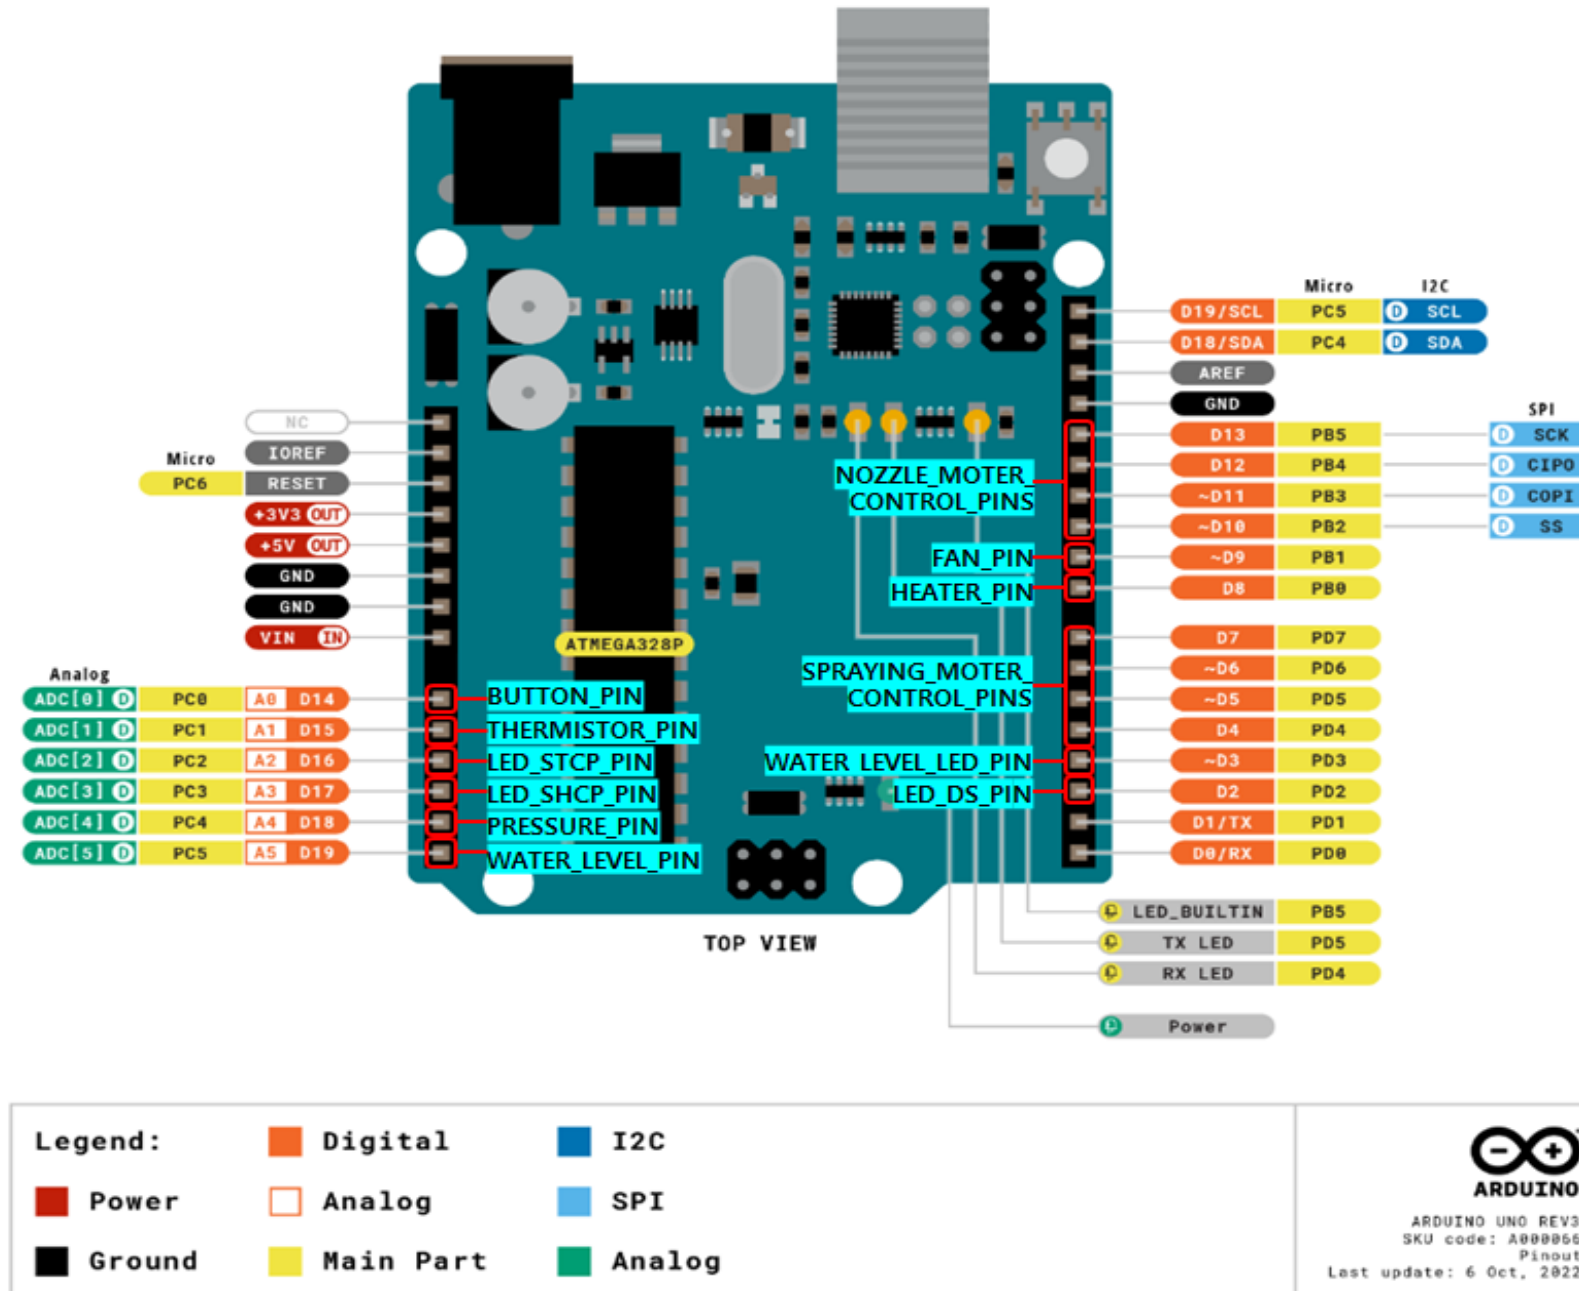 Micro I2C
D19/SCL PC5 D SCL
D18/SDA PC4 D SDA
AREF
GND
SPI
D13 PB5 D SCK
D12 PB4 D CIPO
~D11 PB3 D COPI
~D10 PB2 D SS
~D9 PB1
D8 PB0
D7 PD7
~D6 PD6
~D5 PD5
D4 PD4
~D3 PD3
D2 PD2
D1/TX PD1
D0/RX PD0
NC
IOREF
Micro
PC6 RESET
+3V3 OUT
+5V OUT
GND
GND
VIN IN
Analog
ADC[0] D PC0 A0 D14
ADC[1] D PC1 A1 D15
ADC[2] D PC2 A2 D16
ADC[3] D PC3 A3 D17
ADC[4] D PC4 A4 D18
ADC[5] D PC5 A5 D19
NOZZLE_MOTER_
CONTROL_PINS
FAN_PIN
HEATER_PIN
ATMEGA328P
SPRAYING_MOTER_
CONTROL_PINS
WATER LEVEL_LED_PIN
LED_DS_PIN
BUTTON_PIN
THERMISTOR_PIN
LED_STCP_PIN
LED_SHCP_PIN
PRESSURE_PIN
WATER_LEVEL_PIN
TOP VIEW
LED_BUILTIN PB5
TX LED PD5
RX LED PD4
Power
Legend:
Digital
I2C
Power
Analog
SPI
Ground
Main Part
Analog
ARDUINO
ARDUINO UNO REV3
SKU code: A000066
Pinout
Last update: 6 Oct, 2022